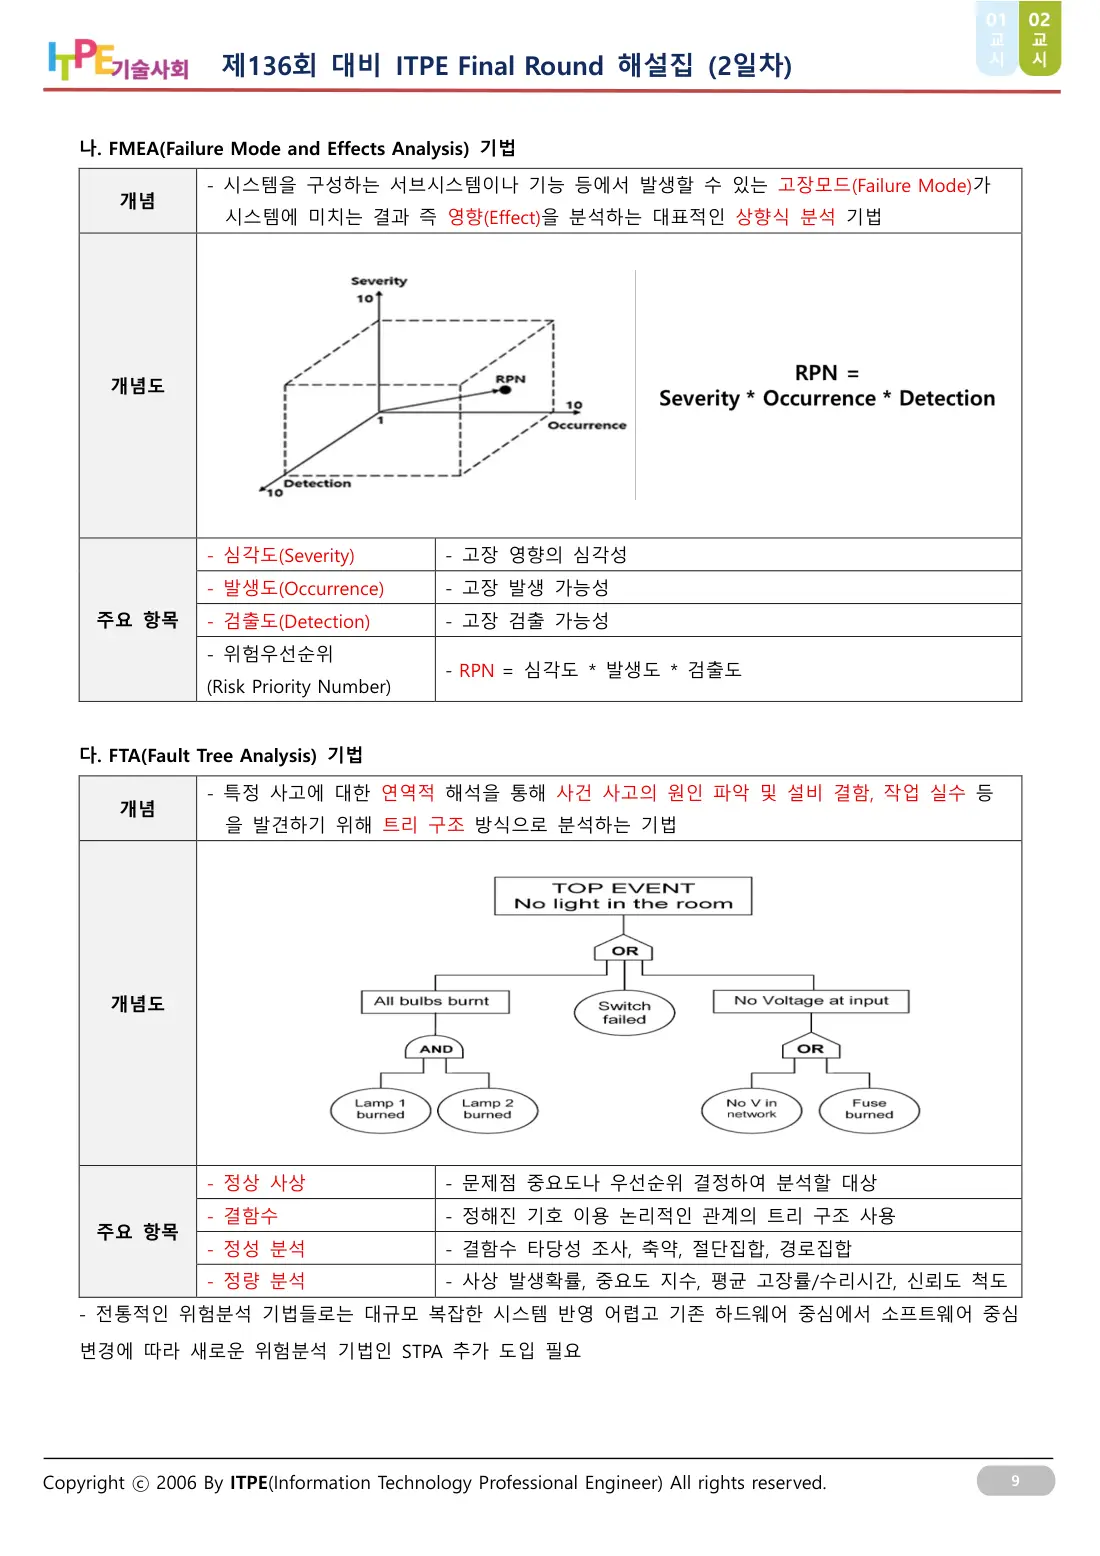 ITPE기술사회 제136회 대비 ITPE Final Round 해설집 (2일차)
01
교
시
02
교
시
나. FMEA(Failure Mode and Effects Analysis) 기법
개념
- 시스템을 구성하는 서브시스템이나 기능 등에서 발생할 수 있는 고장모드(Failure Mode)가
시스템에 미치는 결과 즉 영향(Effect)을 분석하는 대표적인 상향식 분석 기법
개념도
Severity
10
RPN
10
1
Occurrence
Detection
10
RPN =
Severity * Occurrence * Detection
주요 항목
- 심각도(Severity)
- 고장 영향의 심각성
- 발생도(Occurrence)
- 고장 발생 가능성
- 검출도(Detection)
- 고장 검출 가능성
- 위험우선순위
(Risk Priority Number)
- RPN = 심각도 * 발생도 * 검출도
다. FTA(Fault Tree Analysis) 기법
개념
- 특정 사고에 대한 연역적 해석을 통해 사건 사고의 원인 파악 및 설비 결함, 작업 실수 등
을 발견하기 위해 트리 구조 방식으로 분석하는 기법
개념도
TOP EVENT
No light in the room
OR
All bulbs burnt
Switch
failed
No Voltage at input
AND
OR
Lamp 1
burned
Lamp 2
burned
No V in
network
Fuse
burned
주요 항목
- 정상 사상
- 문제점 중요도나 우선순위 결정하여 분석할 대상
- 결함수
- 정해진 기호 이용 논리적인 관계의 트리 구조 사용
- 정성 분석
- 결함수 타당성 조사, 축약, 절단집합, 경로집합
- 정량 분석
- 사상 발생확률, 중요도 지수, 평균 고장률/수리시간, 신뢰도 척도
- 전통적인 위험분석 기법들로는 대규모 복잡한 시스템 반영 어렵고 기존 하드웨어 중심에서 소프트웨어 중심
변경에 따라 새로운 위험분석 기법인 STPA 추가 도입 필요
Copyright ⓒ 2006 By ITPE(Information Technology Professional Engineer) All rights reserved.
9